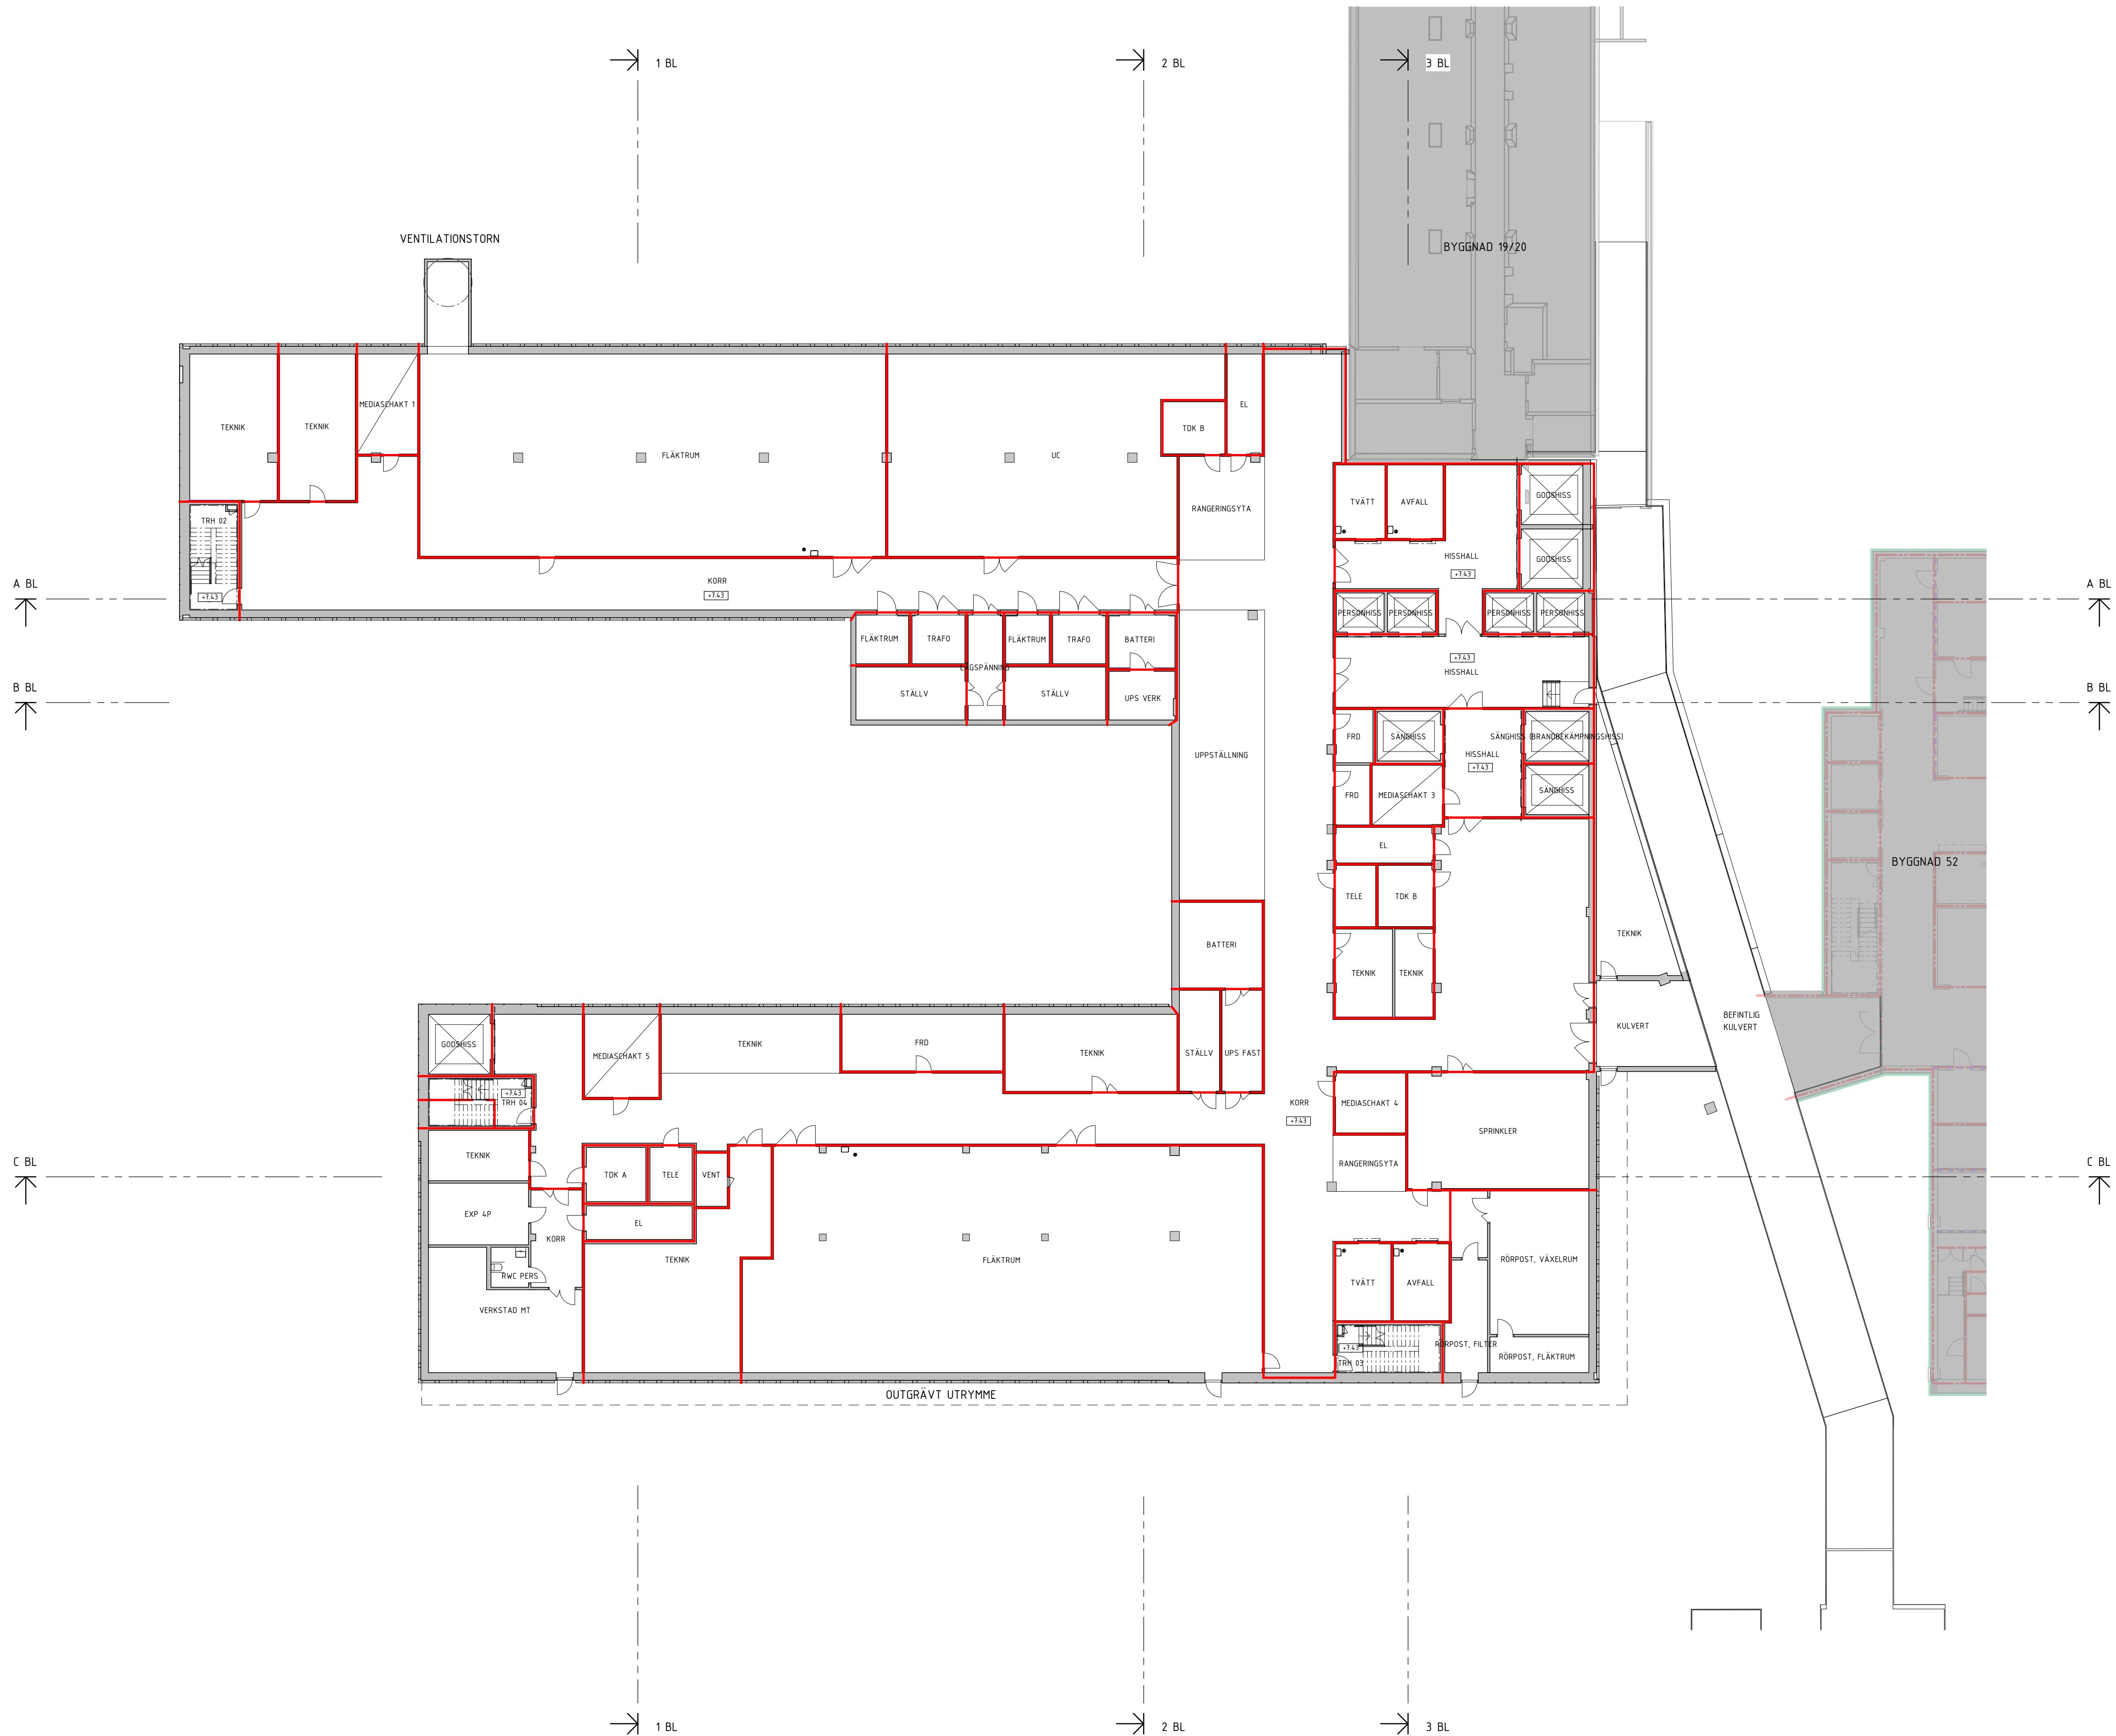 1 BL
2 BL
3 BL
VENTILATIONSTORN
BYGGNAD 19/20
MEDIASCHAKT 1
EL
TEKNIK
TEKNIK
TDK B
FLÄKTRUM
UC
GODSHISS
TVÄTT
AVFALL
RANGERINGSYTA
TRH 02
HISSHALL
GODSHISS
+7.43
A BL
KORR
+7.43
+7.43
A BL
PERSONHISS
PERSONHISS
PERSONHISS
PERSONHISS
FLÄKTRUM
TRAFO
FLÄKTRUM
TRAFO
BATTERI
+7.43
LÅGSPÄNNING
HISSHALL
B BL
STÄLLV
STÄLLV
UPS VERK
B BL
FRD
SÄNGHISS
SÄNGHISS (BRANDBEKÄMPNINGSHISS)
UPPSTÄLLNING
HISSHALL
+7.43
FRD
MEDIASCHAKT 3
SÄNGHISS
EL
BYGGNAD 52
TELE
TDK B
TEKNIK
BATTERI
TEKNIK
TEKNIK
BEFINTLIG
KULVERT
KULVERT
GODSHISS
MEDIASCHAKT 5
TEKNIK
FRD
TEKNIK
STÄLLV
UPS FAST
+7.43
TRH 04
KORR
+7.43
MEDIASCHAKT 4
SPRINKLER
TEKNIK
C BL
TDK A
TELE
VENT
RANGERINGSYTA
C BL
EXP 4P
EL
KORR
TEKNIK
FLÄKTRUM
RÖRPOST, VÄXELRUM
RWC PERS
TVÄTT
AVFALL
VERKSTAD MT
+7.43
RÖRPOST, FILTER
TRH 03
RÖRPOST, FLÄKTRUM
OUTGRÄVT UTRYMME
1 BL
2 BL
3 BL